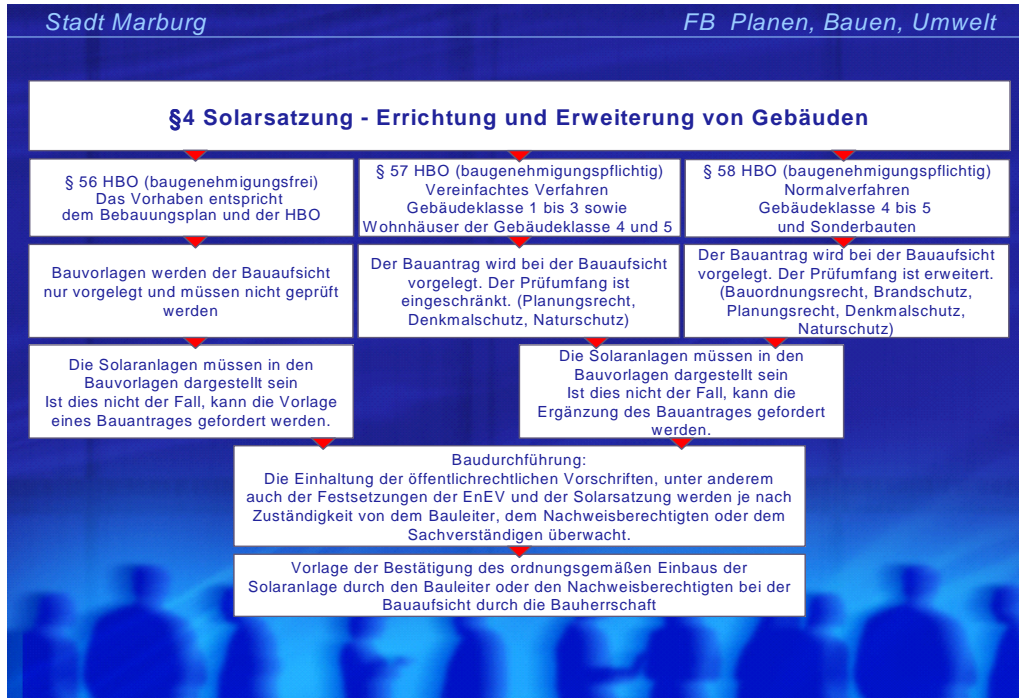 Stadt Marburg
FB Planen, Bauen, Umwelt
§4 Solarsatzung - Errichtung und Erweiterung von Gebäuden
§ 56 HBO (baugenehmigungsfrei)
Das Vorhaben entspricht
dem Bebauungsplan und der HBO
§ 57 HBO (baugenehmigungspflichtig)
Vereinfachtes Verfahren
Gebäudeklasse 1 bis 3 sowie
Wohnhäuser der Gebäudeklasse 4 und 5
§ 58 HBO (baugenehmigungspflichtig)
Normalverfahren
Gebäudeklasse 4 bis 5
und Sonderbauten
Bauvorlagen werden der Bauaufsicht
nur vorgelegt und müssen nicht geprüft
werden
Der Bauantrag wird bei der Bauaufsicht
vorgelegt. Der Prüfumfang ist
eingeschränkt. (Planungsrecht,
Denkmalschutz, Naturschutz)
Der Bauantrag wird bei der Bauaufsicht
vorgelegt. Der Prüfumfang ist erweitert.
(Bauordnungsrecht, Brandschutz,
Planungsrecht, Denkmalschutz,
Naturschutz)
Die Solaranlagen müssen in den
Bauvorlagen dargestellt sein
Ist dies nicht der Fall, kann die Vorlage
eines Bauantrages gefordert werden.
Die Solaranlagen müssen in den
Bauvorlagen dargestellt sein
Ist dies nicht der Fall, kann die
Ergänzung des Bauantrages gefordert
werden.
Baudurchführung:
Die Einhaltung der öffentlichrechtlichen Vorschriften, unter anderem
auch der Festsetzungen der EnEV und der Solarsatzung werden je nach
Zuständigkeit von dem Bauleiter, dem Nachweisberechtigten oder dem
Sachverständigen überwacht.
Vorlage der Bestätigung des ordnungsgemäßen Einbaus der
Solaranlage durch den Bauleiter oder den Nachweisberechtigten bei der
Bauaufsicht durch die Bauherrschaft